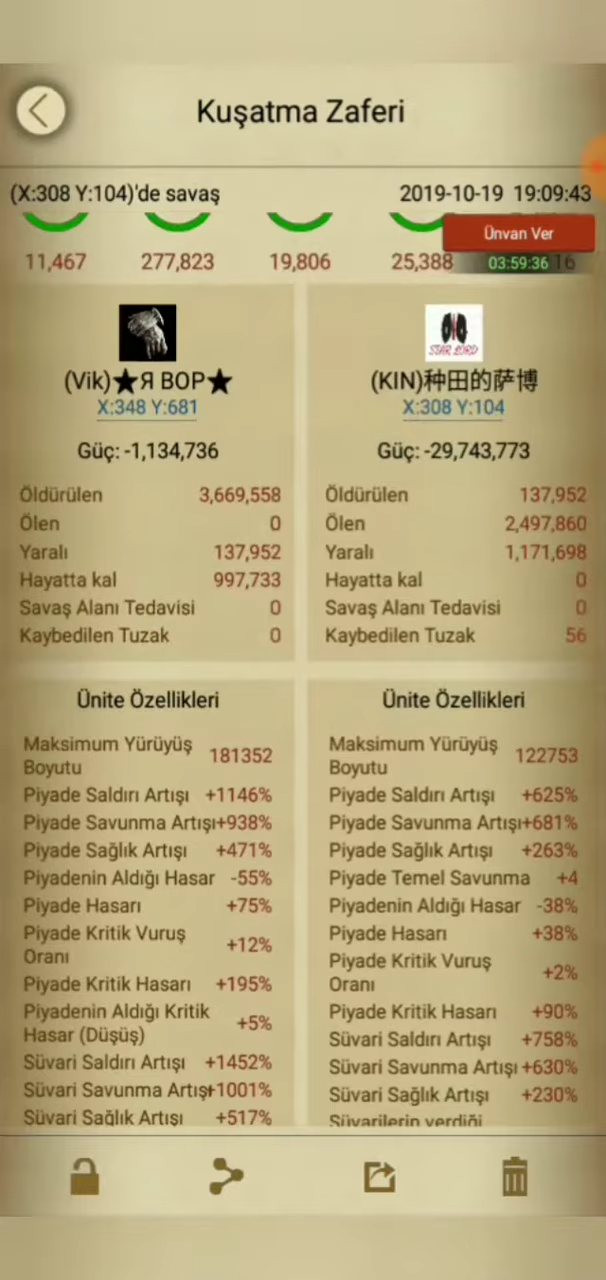 Kuşatma Zaferi
(X:308 Y:104)'de savaş 2019-10-19 19:09:43
Ünvan Ver
11,467 277,823 19,806 25,388 03:59:36 16
STAR LORD
(Vik)★Я ВОР★ (KIN)种田的萨博
X:348 Y:681 X:308 Y:104
Güç: -1,134,736 Güç: -29,743,773
Öldürülen 3,669,558 Öldürülen 137,952
Ölen 0 Ölen 2,497,860
Yaralı 137,952 Yaralı 1,171,698
Hayatta kal 997,733 Hayatta kal 0
Savaş Alanı Tedavisi 0 Savaş Alanı Tedavisi 0
Kaybedilen Tuzak 0 Kaybedilen Tuzak 56
Ünite Özellikleri
Maksimum Yürüyüş
Boyutu 181352
Piyade Saldırı Artışı +1146%
Piyade Savunma Artışı+938%
Piyade Sağlık Artışı +471%
Piyadenin Aldığı Hasar -55%
Piyade Hasarı +75%
Piyade Kritik Vuruş
Oranı +12%
Piyade Kritik Hasarı +195%
Piyadenin Aldığı Kritik
Hasar (Düşüş) +5%
Süvari Saldırı Artışı +1452%
Süvari Savunma Artış+1001%
Süvari Sağlık Artışı +517%
Ünite Özellikleri
Maksimum Yürüyüş
Boyutu 122753
Piyade Saldırı Artışı +625%
Piyade Savunma Artışı+681%
Piyade Sağlık Artışı +263%
Piyade Temel Savunma +4
Piyadenin Aldığı Hasar -38%
Piyade Hasarı +38%
Piyade Kritik Vuruş
Oranı +2%
Piyade Kritik Hasarı +90%
Süvari Saldırı Artışı +758%
Süvari Savunma Artışı +630%
Süvari Sağlık Artışı +230%
Süvarilerin verdiği